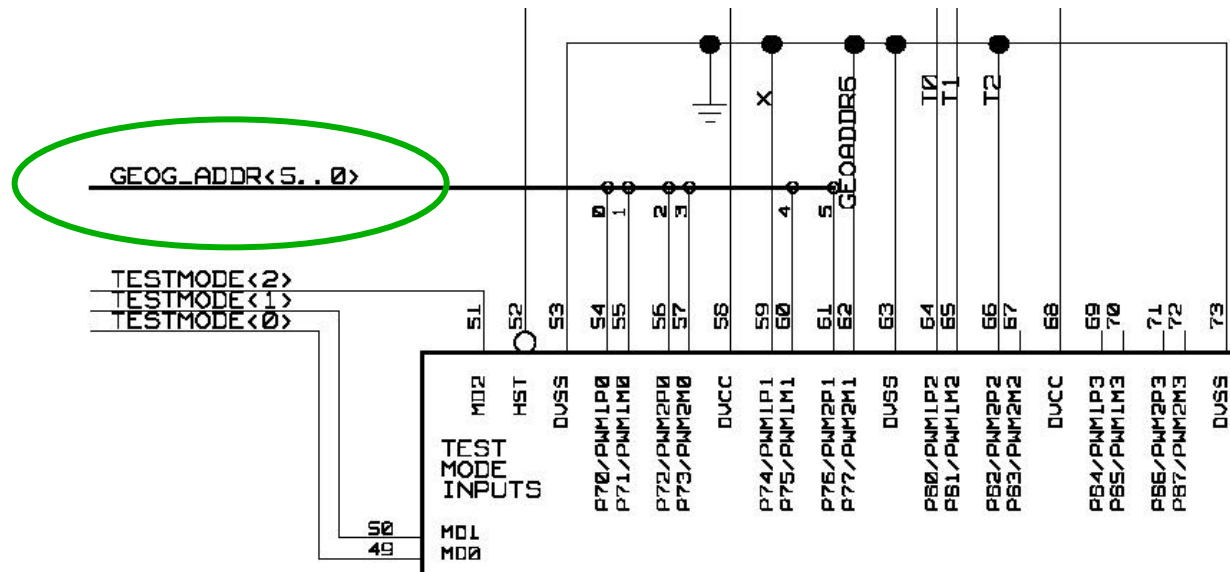 X
GEOADDR6
T0
T1
T2
GEOG_ADDR<5..0>
0
1
2
3
4
5
TESTMODE<2>
TESTMODE<1>
TESTMODE<0>
51
52
53
54
55
56
57
58
59
60
61
62
63
64
65
66
67
68
69
70
71
72
73
MD2
HST
DVSS
P70/PWM1P0
P71/PWM1M0
P72/PWM2P0
P73/PWM2M0
DVCC
P74/PWM1P1
P75/PWM1M1
P76/PWM2P1
P77/PWM2M1
DVSS
P80/PWM1P2
P81/PWM1M2
P82/PWM2P2
P83/PWM2M2
DVCC
P84/PWM1P3
P85/PWM1M3
P86/PWM2P3
P87/PWM2M3
DVSS
TEST
MODE
INPUTS
50
MD1
49
MD0